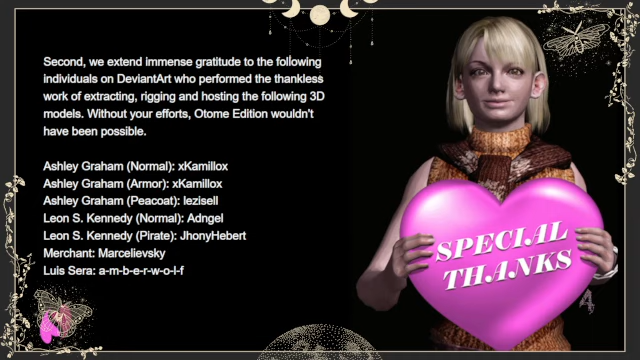 Second, we extend immense gratitude to the following
individuals on DeviantArt who performed the thankless
work of extracting, rigging and hosting the following 3D
models. Without your efforts, Otome Edition wouldn't
have been possible.
Ashley Graham (Normal): xKamillox
Ashley Graham (Armor): xKamillox
Ashley Graham (Peacoat): lezisell
Leon S. Kennedy (Normal): Adngel
Leon S. Kennedy (Pirate): JhonyHebert
Merchant: Marcelievsky
Luis Sera: a-m-b-e-r-w-o-l-f
SPECIAL
THANKS
4